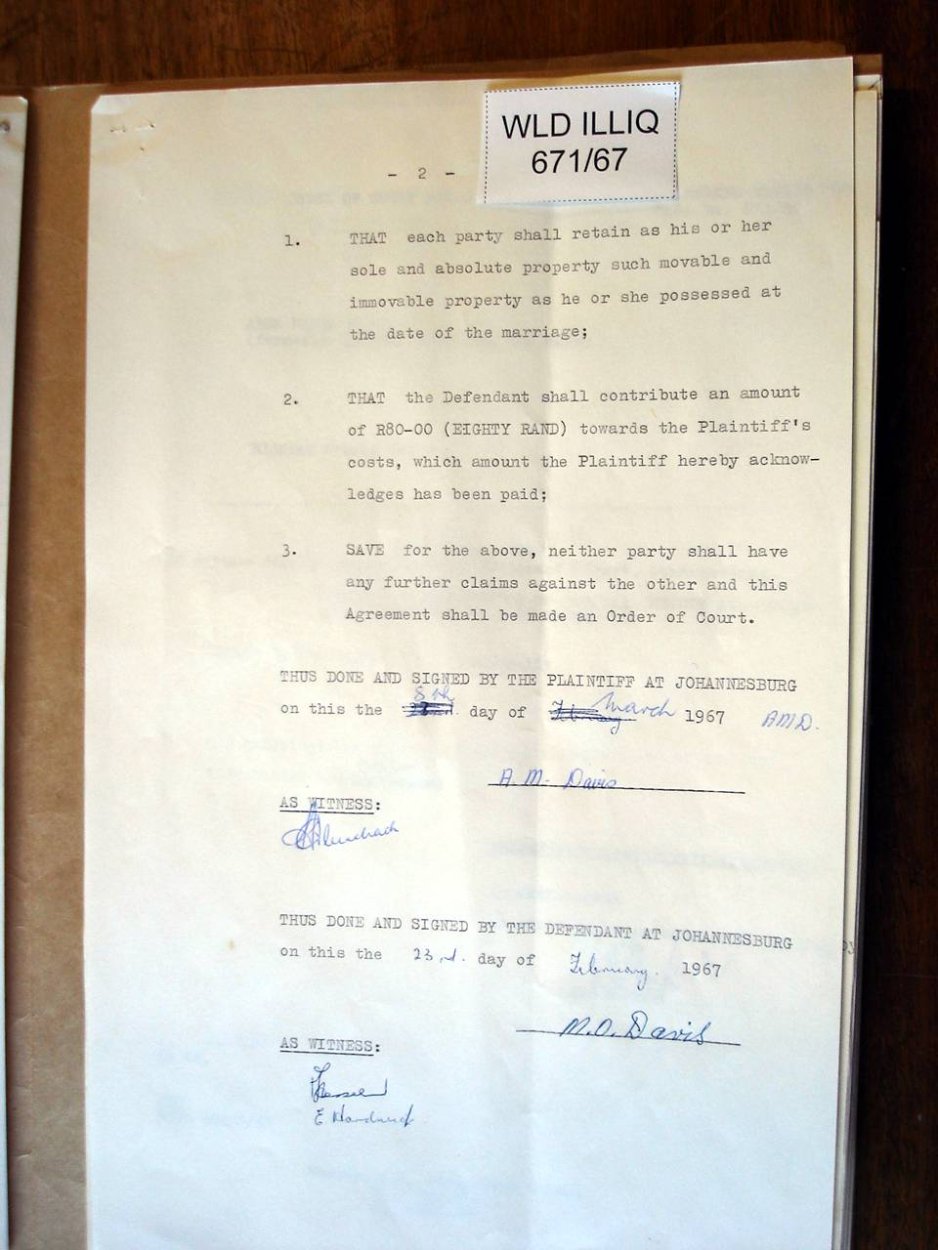 WLD ILLIQ
671/67
- 2 -
1. THAT each party shall retain as his or her
sole and absolute property such movable and
immovable property as he or she possessed at
the date of the marriage;
2. THAT the Defendant shall contribute an amount
of R80-00 (EIGHTY RAND) towards the Plaintiff's
costs, which amount the Plaintiff hereby acknow-
ledges has been paid;
3. SAVE for the above, neither party shall have
any further claims against the other and this
Agreement shall be made an Order of Court.
THUS DONE AND SIGNED BY THE PLAINTIFF AT JOHANNESBURG
on this the 8th day of February March 1967 A.M.D.
A. M. Davis
AS WITNESS:
THUS DONE AND SIGNED BY THE DEFENDANT AT JOHANNESBURG
on this the 23rd. day of February. 1967
M.O. Davis
AS WITNESS: